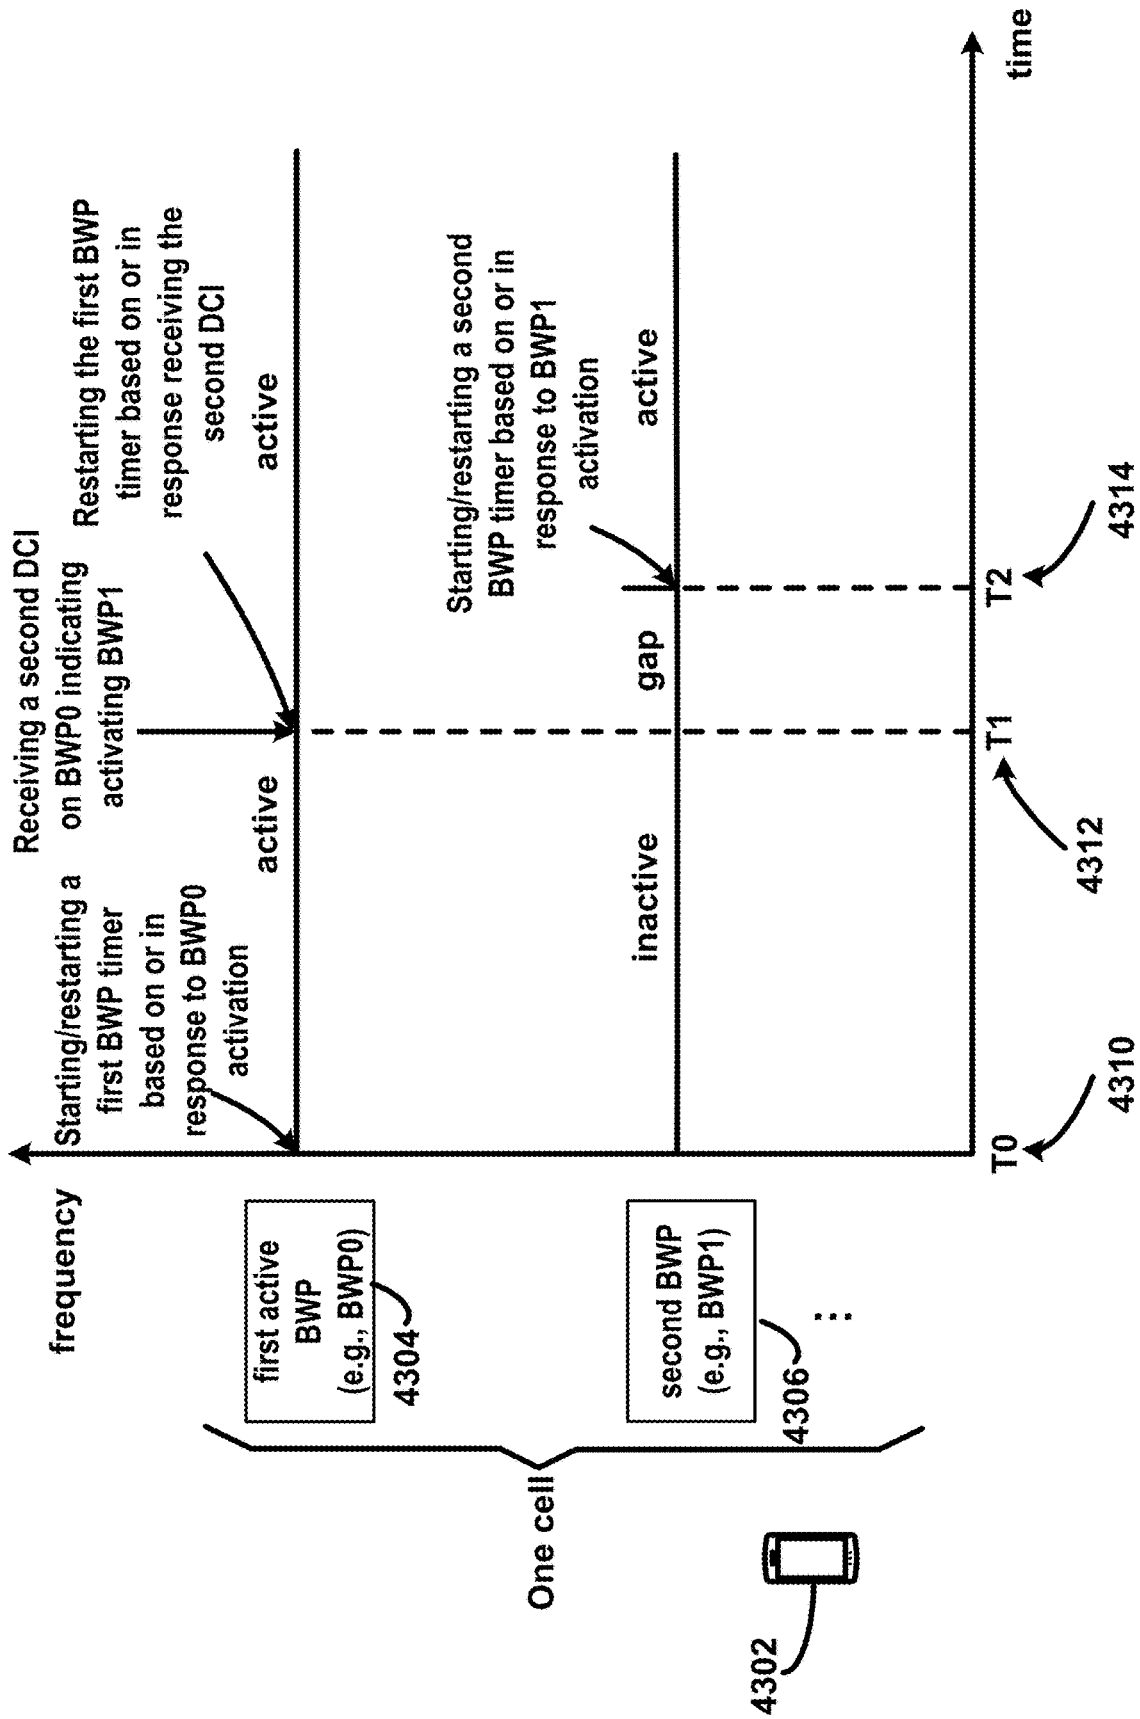 Receiving a second DCI
on BWP0 indicating
activating BWP1
Starting/restarting a
first BWP timer
based on or in
response to BWP0
activation
Restarting the first BWP
timer based on or in
response receiving the
second DCI
frequency
first active
BWP
(e.g., BWP0)
4304
active
active
Starting/restarting a second
BWP timer based on or in
response to BWP1
activation
One cell
second BWP
(e.g., BWP1)
4306
...
inactive
gap
active
4302
T0
T1
T2
time
4310
4312
4314